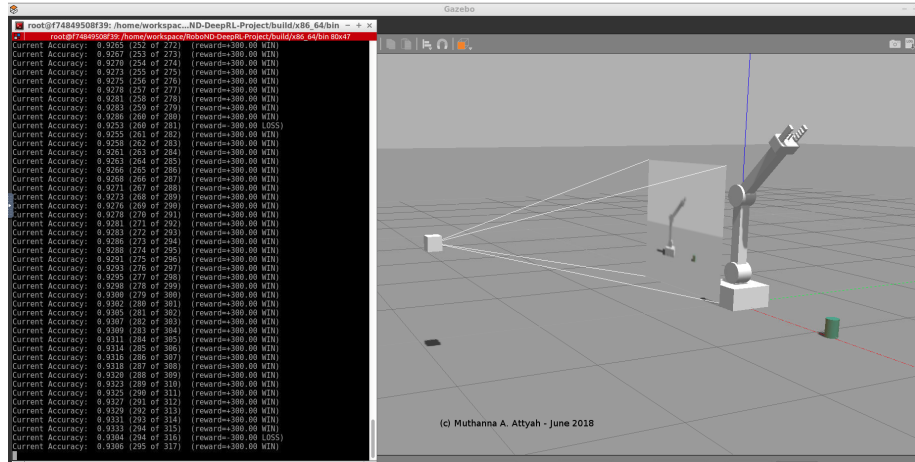 Gazebo
root@f74849508f39: /home/workspac...ND-DeepRL-Project/build/x86_64/bin
root@f74849508f39: /home/workspace/RoboND-DeepRL-Project/build/x86_64/bin 80x47
Current Accuracy:  0.9265 (252 of 272)  (reward=+300.00 WIN)
Current Accuracy:  0.9267 (253 of 273)  (reward=+300.00 WIN)
Current Accuracy:  0.9270 (254 of 274)  (reward=+300.00 WIN)
Current Accuracy:  0.9273 (255 of 275)  (reward=+300.00 WIN)
Current Accuracy:  0.9275 (256 of 276)  (reward=+300.00 WIN)
Current Accuracy:  0.9278 (257 of 277)  (reward=+300.00 WIN)
Current Accuracy:  0.9281 (258 of 278)  (reward=+300.00 WIN)
Current Accuracy:  0.9283 (259 of 279)  (reward=+300.00 WIN)
Current Accuracy:  0.9286 (260 of 280)  (reward=+300.00 WIN)
Current Accuracy:  0.9253 (260 of 281)  (reward=-300.00 LOSS)
Current Accuracy:  0.9255 (261 of 282)  (reward=+300.00 WIN)
Current Accuracy:  0.9258 (262 of 283)  (reward=+300.00 WIN)
Current Accuracy:  0.9261 (263 of 284)  (reward=+300.00 WIN)
Current Accuracy:  0.9263 (264 of 285)  (reward=+300.00 WIN)
Current Accuracy:  0.9266 (265 of 286)  (reward=+300.00 WIN)
Current Accuracy:  0.9268 (266 of 287)  (reward=+300.00 WIN)
Current Accuracy:  0.9271 (267 of 288)  (reward=+300.00 WIN)
Current Accuracy:  0.9273 (268 of 289)  (reward=+300.00 WIN)
Current Accuracy:  0.9276 (269 of 290)  (reward=+300.00 WIN)
Current Accuracy:  0.9278 (270 of 291)  (reward=+300.00 WIN)
Current Accuracy:  0.9281 (271 of 292)  (reward=+300.00 WIN)
Current Accuracy:  0.9283 (272 of 293)  (reward=+300.00 WIN)
Current Accuracy:  0.9286 (273 of 294)  (reward=+300.00 WIN)
Current Accuracy:  0.9288 (274 of 295)  (reward=+300.00 WIN)
Current Accuracy:  0.9291 (275 of 296)  (reward=+300.00 WIN)
Current Accuracy:  0.9293 (276 of 297)  (reward=+300.00 WIN)
Current Accuracy:  0.9295 (277 of 298)  (reward=+300.00 WIN)
Current Accuracy:  0.9298 (278 of 299)  (reward=+300.00 WIN)
Current Accuracy:  0.9300 (279 of 300)  (reward=+300.00 WIN)
Current Accuracy:  0.9302 (280 of 301)  (reward=+300.00 WIN)
Current Accuracy:  0.9305 (281 of 302)  (reward=+300.00 WIN)
Current Accuracy:  0.9307 (282 of 303)  (reward=+300.00 WIN)
Current Accuracy:  0.9309 (283 of 304)  (reward=+300.00 WIN)
Current Accuracy:  0.9311 (284 of 305)  (reward=+300.00 WIN)
Current Accuracy:  0.9314 (285 of 306)  (reward=+300.00 WIN)
Current Accuracy:  0.9316 (286 of 307)  (reward=+300.00 WIN)
Current Accuracy:  0.9318 (287 of 308)  (reward=+300.00 WIN)
Current Accuracy:  0.9320 (288 of 309)  (reward=+300.00 WIN)
Current Accuracy:  0.9323 (289 of 310)  (reward=+300.00 WIN)
Current Accuracy:  0.9325 (290 of 311)  (reward=+300.00 WIN)
Current Accuracy:  0.9327 (291 of 312)  (reward=+300.00 WIN)
Current Accuracy:  0.9329 (292 of 313)  (reward=+300.00 WIN)
Current Accuracy:  0.9331 (293 of 314)  (reward=+300.00 WIN)
Current Accuracy:  0.9333 (294 of 315)  (reward=+300.00 WIN)
Current Accuracy:  0.9304 (294 of 316)  (reward=-300.00 LOSS)
Current Accuracy:  0.9306 (295 of 317)  (reward=+300.00 WIN)
(c) Muthanna A. Attyah - June 2018